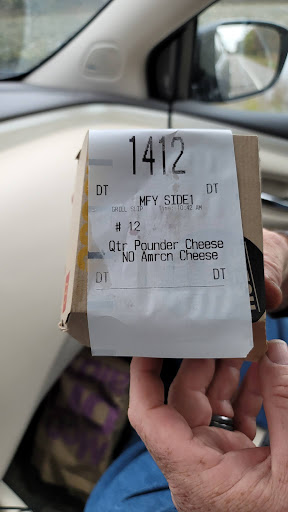 1412
DT DT
MFY SIDE1
# 12
Qtr Pounder Cheese
NO Amrcn Cheese
DT DT